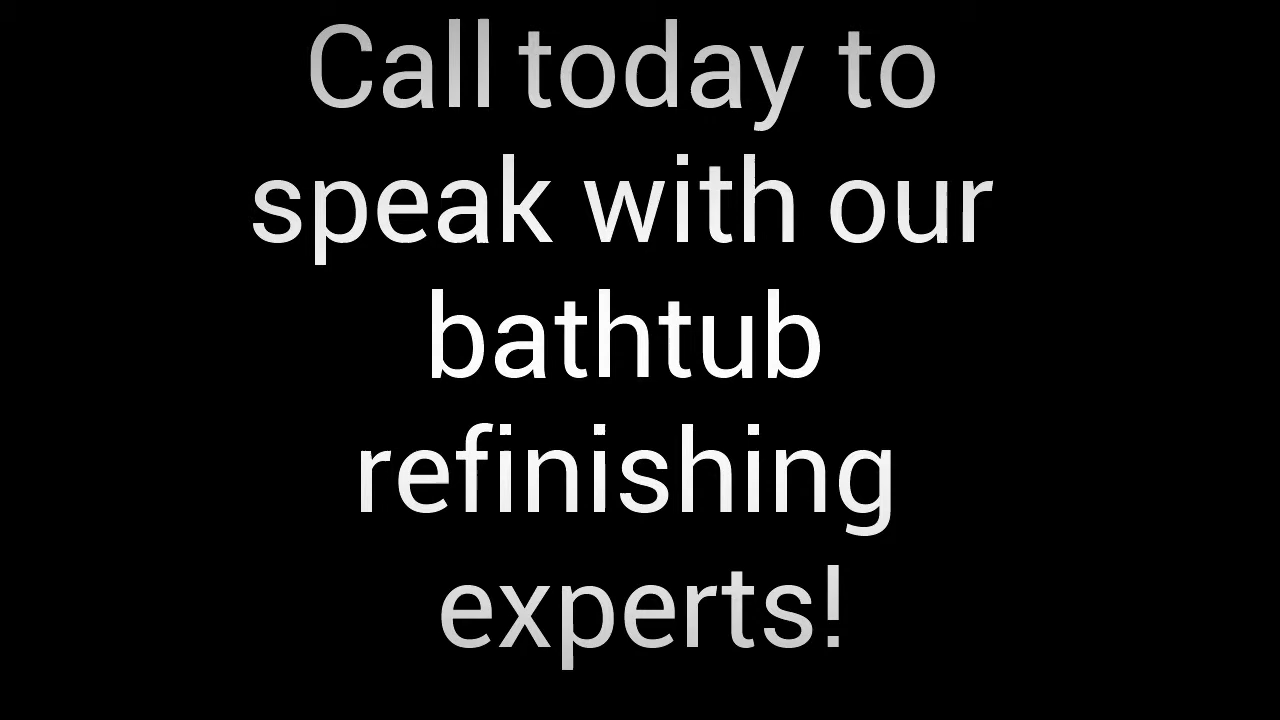 Call today to
speak with our
bathtub
refinishing
experts!